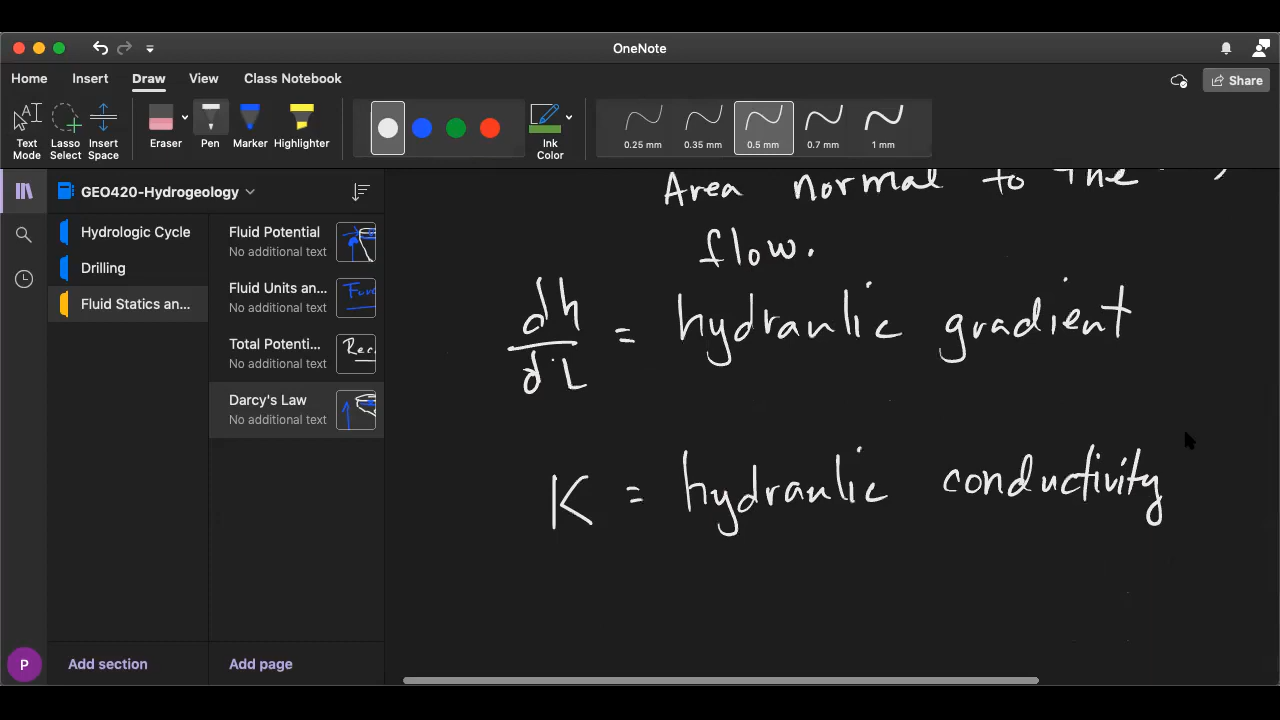 OneNote
Home Insert Draw View Class Notebook
Share
Text Mode
Lasso Select
Insert Space
Eraser
Pen
Marker
Highlighter
Ink Color
0.25 mm
0.35 mm
0.5 mm
0.7 mm
1 mm
GEO420-Hydrogeology
Hydrologic Cycle
Drilling
Fluid Statics an...
Fluid Potential
No additional text
Fluid Units an...
No additional text
Total Potenti...
No additional text
Darcy's Law
No additional text
Area normal to the
flow.
dh/dL = hydraulic gradient
K = hydraulic conductivity
P
Add section
Add page